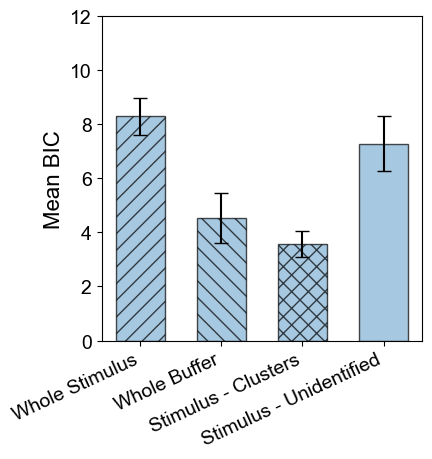 12
10
8
6
4
2
0
Mean BIC
Whole Stimulus
Whole Buffer
Stimulus - Clusters
Stimulus - Unidentified